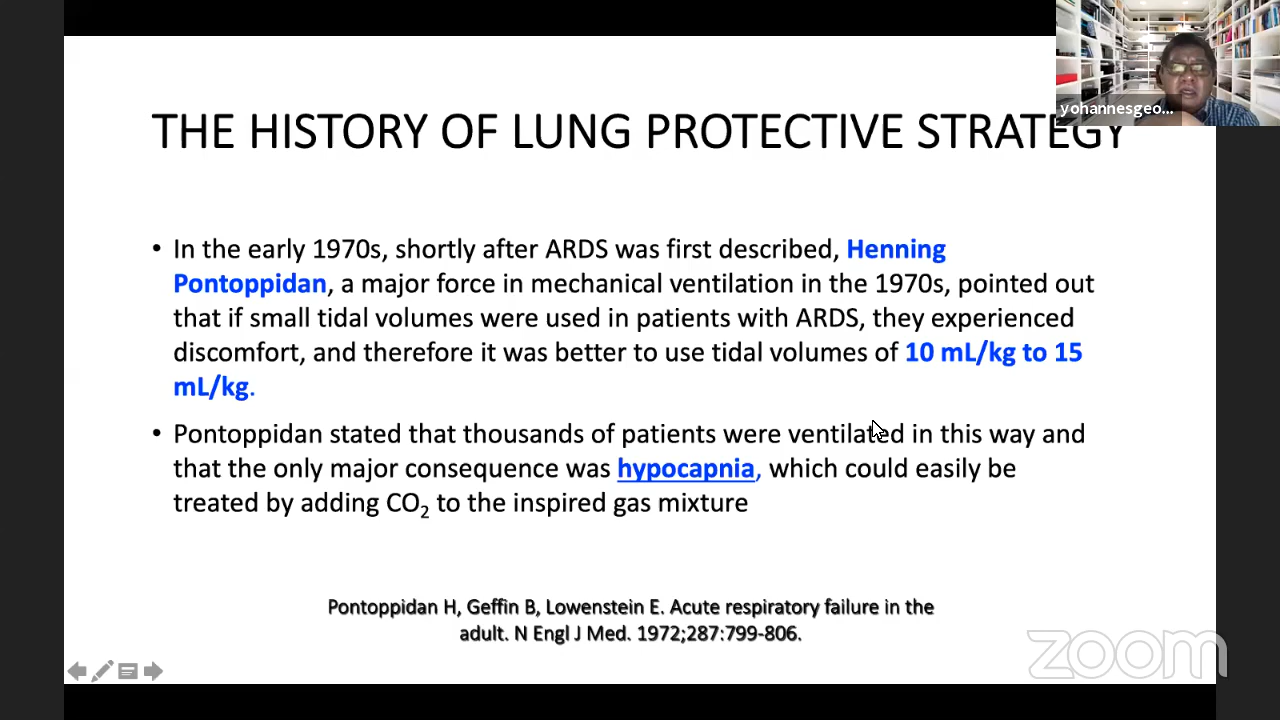 yohannesgeo...
THE HISTORY OF LUNG PROTECTIVE STRATEGY
• In the early 1970s, shortly after ARDS was first described, Henning
Pontoppidan, a major force in mechanical ventilation in the 1970s, pointed out
that if small tidal volumes were used in patients with ARDS, they experienced
discomfort, and therefore it was better to use tidal volumes of 10 mL/kg to 15
mL/kg.
• Pontoppidan stated that thousands of patients were ventilated in this way and
that the only major consequence was hypocapnia, which could easily be
treated by adding CO₂ to the inspired gas mixture
Pontoppidan H, Geffin B, Lowenstein E. Acute respiratory failure in the
adult. N Engl J Med. 1972;287:799-806.
zoom